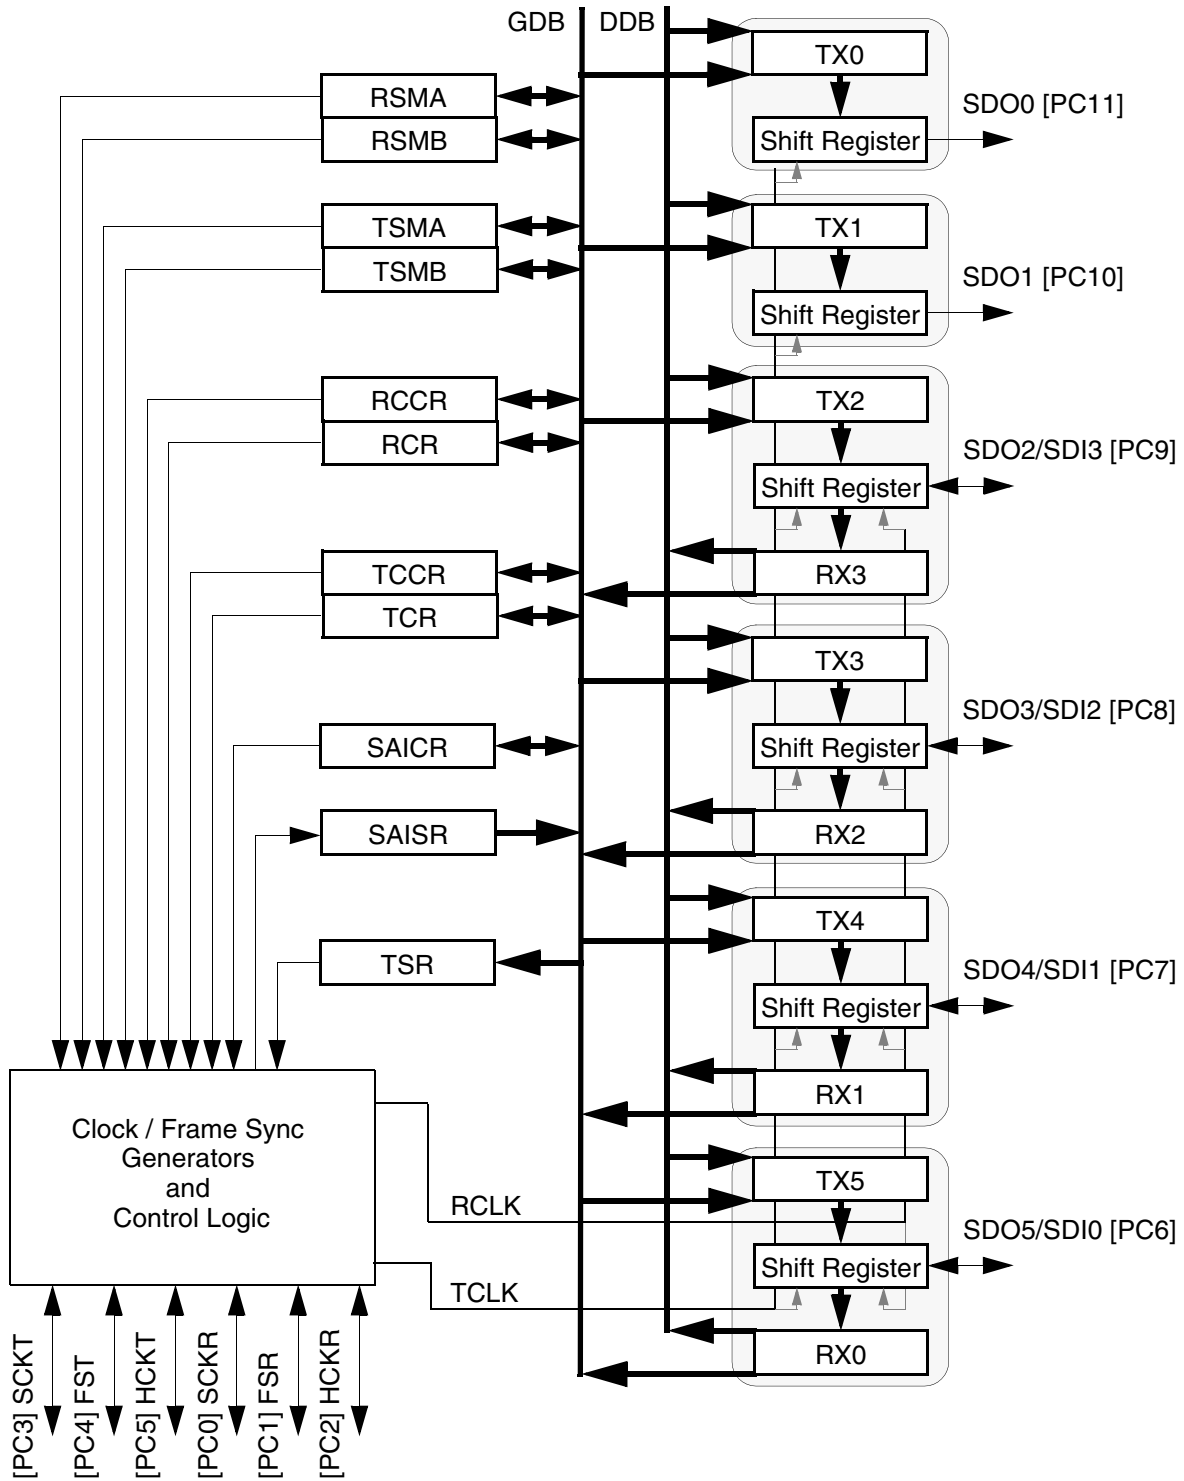 GDB
DDB
TX0
Shift Register
SDO0 [PC11]
RSMA
RSMB
TX1
Shift Register
SDO1 [PC10]
TSMA
TSMB
TX2
Shift Register
RX3
SDO2/SDI3 [PC9]
RCCR
RCR
TCCR
TCR
TX3
Shift Register
RX2
SDO3/SDI2 [PC8]
SAICR
SAISR
TX4
Shift Register
RX1
SDO4/SDI1 [PC7]
TSR
Clock / Frame Sync
Generators
and
Control Logic
RCLK
TCLK
TX5
Shift Register
RX0
SDO5/SDI0 [PC6]
[PC3] SCKT
[PC4] FST
[PC5] HCKT
[PC0] SCKR
[PC1] FSR
[PC2] HCKR